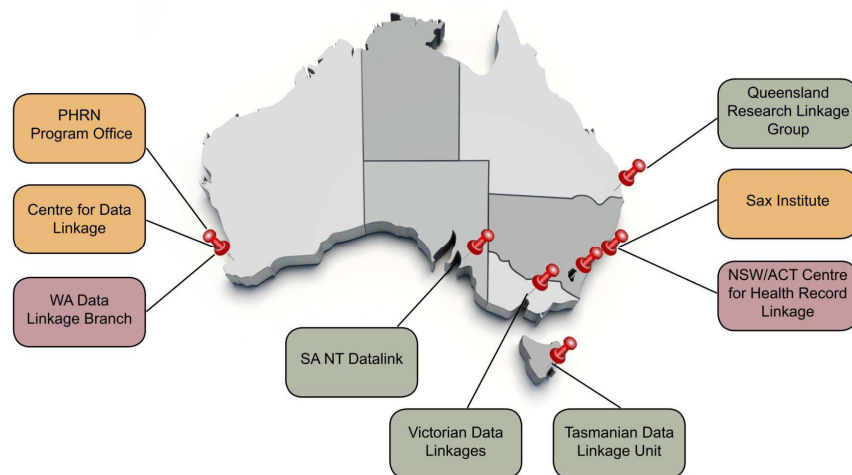 PHRN
Program Office
Centre for Data
Linkage
WA Data
Linkage Branch
SA NT Datalink
Victorian Data
Linkages
Tasmanian Data
Linkage Unit
Queensland
Research Linkage
Group
Sax Institute
NSW/ACT Centre
for Health Record
Linkage